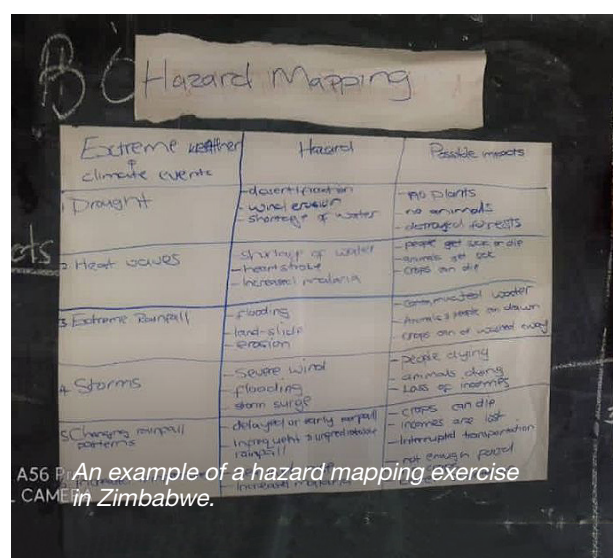 Hazard Mapping
Extreme weather
&
climate events
Hazard
Possible impacts
1 Drought
- desertification
- wind erosion
- shortage of water
- no plants
- no animals
- destroyed forests
2 Heat waves
- shortage of water
- heartstroke
- Increased malaria
- people get sick or die
- animals get sick
- crops can die
3 Extreme Rainfall
- flooding
- land-slide
- erosion
- contaminated water
- Animals & people can drown
- crops can be washed away
4 Storms
- severe wind
- flooding
- storm surge
- People dying
- animals dying
- Loss of incomes
5 Changing rainfall
patterns
- delayed or early rainfall
- Infrequent
rainfall
- crops can die
- incomes are lost
- Interrupted transportation
- not enough food
Increased malaria
A56
CAMERA
An example of a hazard mapping exercise
in Zimbabwe.